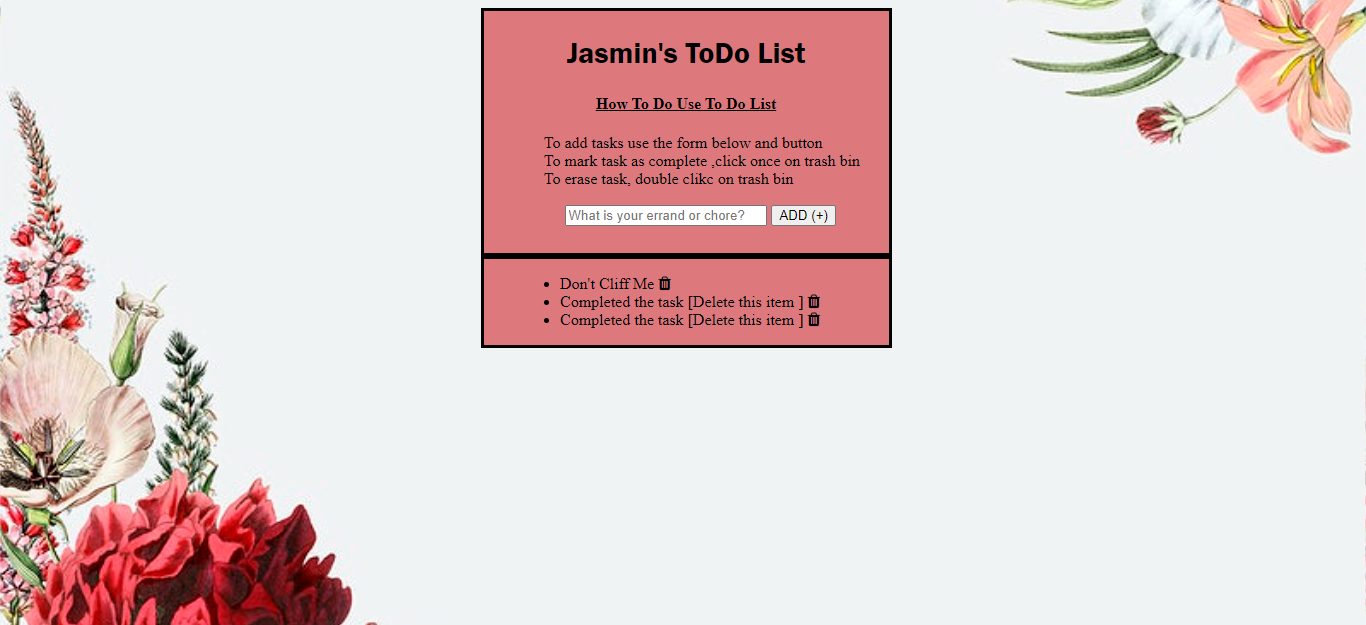 Jasmin's ToDo List
How To Do Use To Do List
To add tasks use the form below and button
To mark task as complete ,click once on trash bin
To erase task, double clikc on trash bin
What is your errand or chore? ADD (+)
Don't Cliff Me
Completed the task [Delete this item ]
Completed the task [Delete this item ]